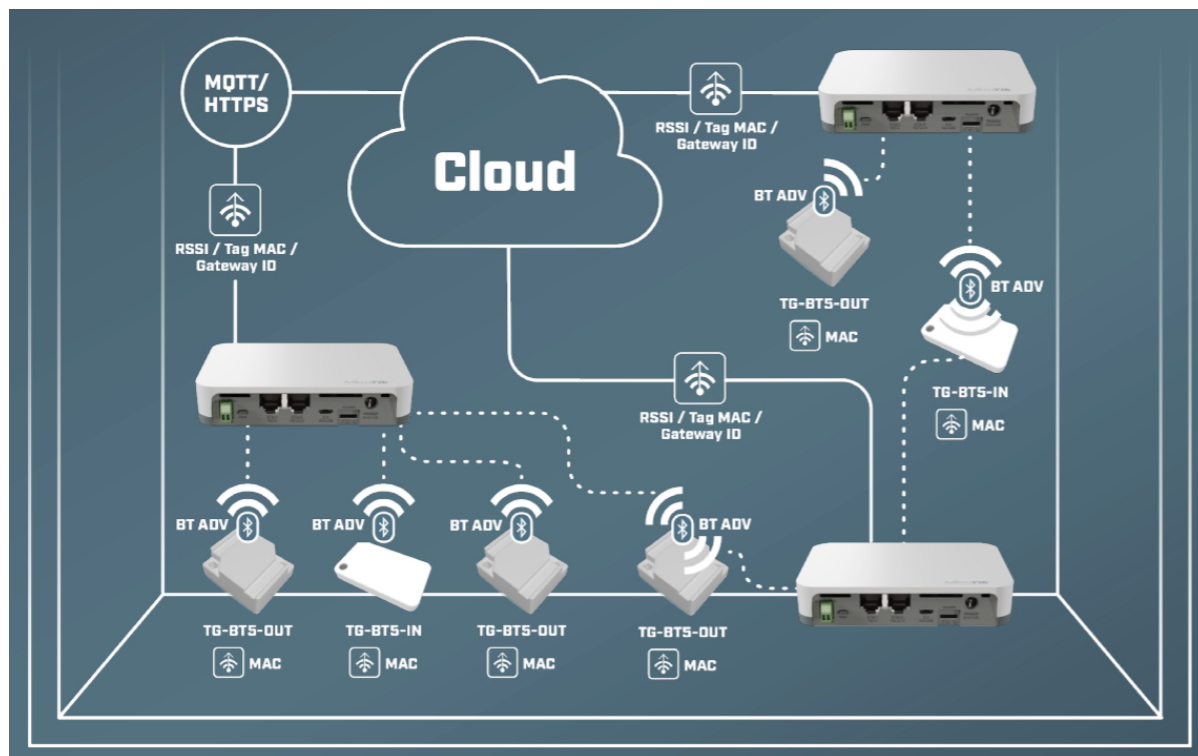 MQTT/
HTTPS
Cloud
RSSI / Tag MAC /
Gateway ID
RSSI / Tag MAC /
Gateway ID
BT ADV
TG-BT5-OUT
MAC
BT ADV
TG-BT5-IN
MAC
RSSI / Tag MAC /
Gateway ID
BT ADV
TG-BT5-OUT
MAC
BT ADV
TG-BT5-IN
MAC
BT ADV
TG-BT5-OUT
MAC
BT ADV
TG-BT5-OUT
MAC